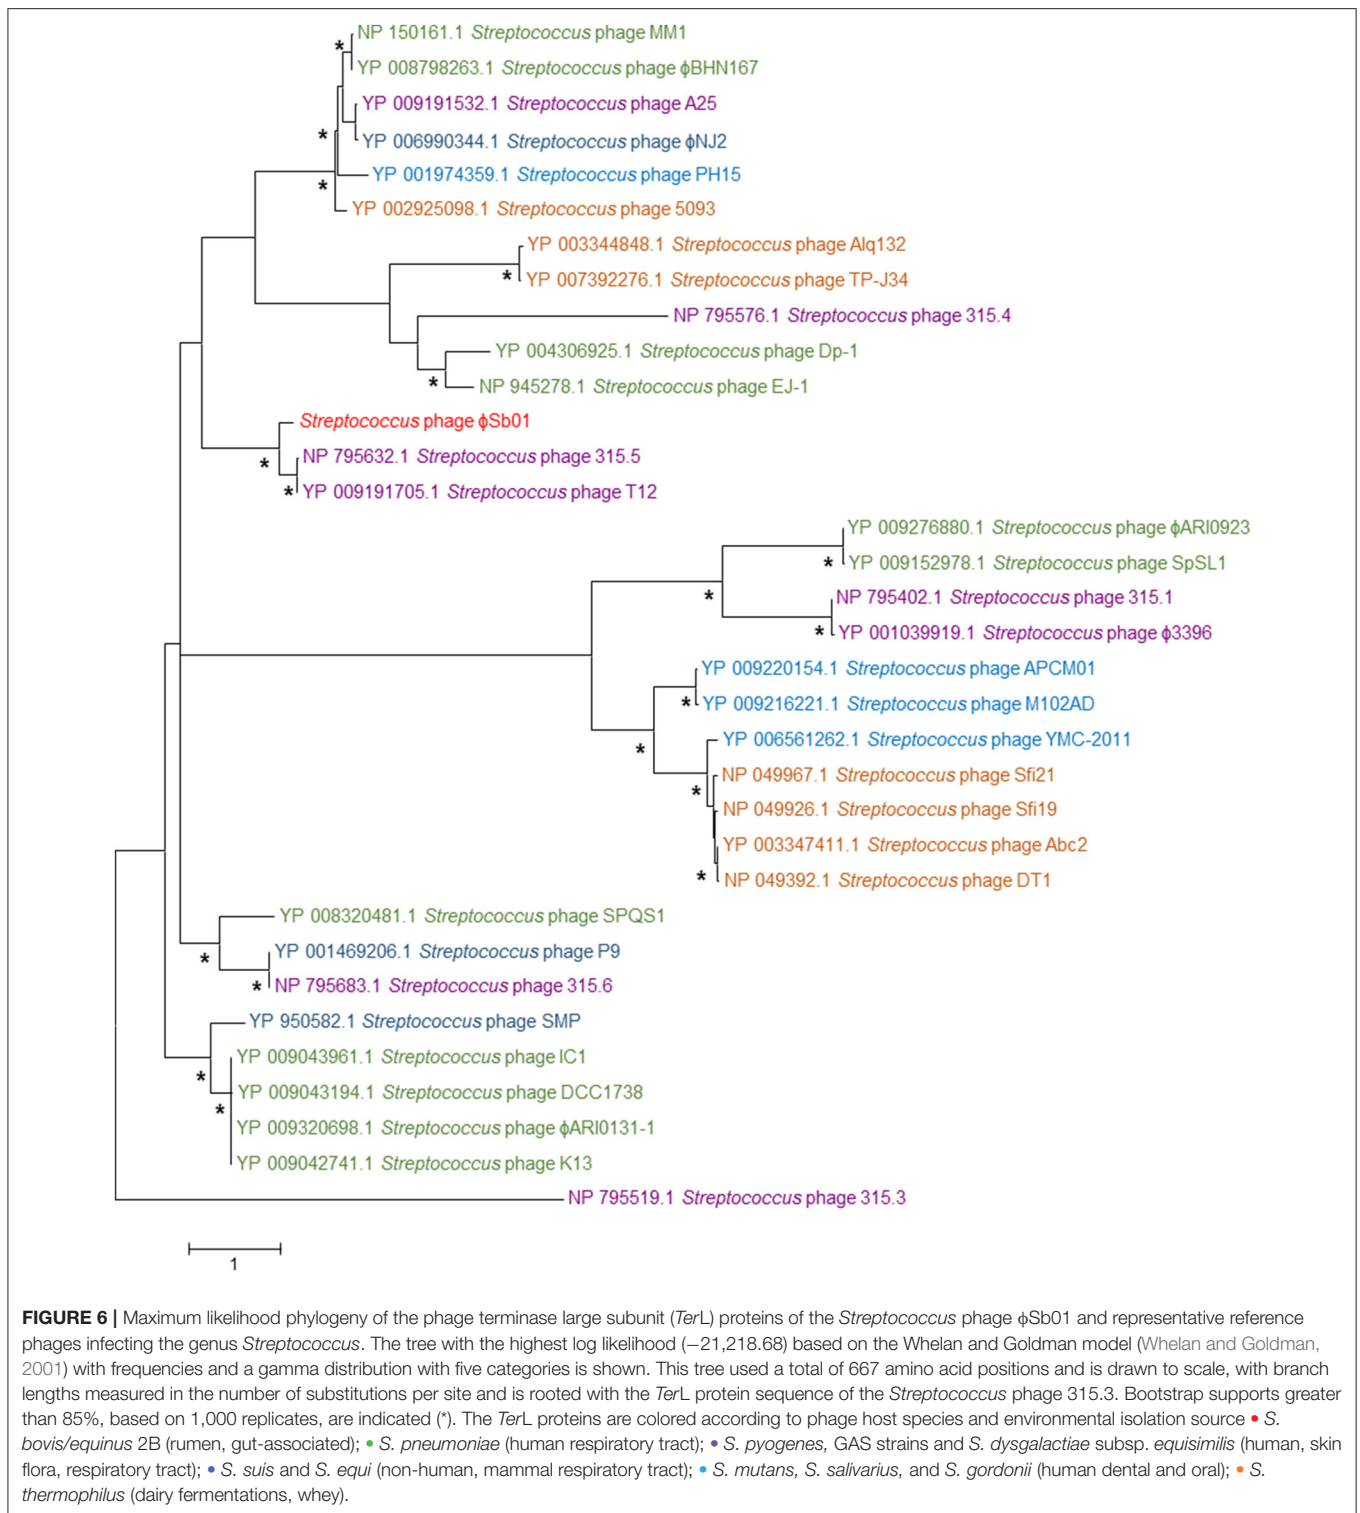 NP 150161.1 Streptococcus phage MM1
*
YP 008798263.1 Streptococcus phage ϕBHN167
YP 009191532.1 Streptococcus phage A25
*
YP 006990344.1 Streptococcus phage ϕNJ2
YP 001974359.1 Streptococcus phage PH15
*
YP 002925098.1 Streptococcus phage 5093
YP 003344848.1 Streptococcus phage Alq132
*
YP 007392276.1 Streptococcus phage TP-J34
NP 795576.1 Streptococcus phage 315.4
YP 004306925.1 Streptococcus phage Dp-1
*
NP 945278.1 Streptococcus phage EJ-1
Streptococcus phage ϕSb01
*
NP 795632.1 Streptococcus phage 315.5
*
YP 009191705.1 Streptococcus phage T12
YP 009276880.1 Streptococcus phage ϕARI0923
*
YP 009152978.1 Streptococcus phage SpSL1
*
NP 795402.1 Streptococcus phage 315.1
*
YP 001039919.1 Streptococcus phage ϕ3396
YP 009220154.1 Streptococcus phage APCM01
*
YP 009216221.1 Streptococcus phage M102AD
*
YP 006561262.1 Streptococcus phage YMC-2011
NP 049967.1 Streptococcus phage Sfi21
*
NP 049926.1 Streptococcus phage Sfi19
YP 003347411.1 Streptococcus phage Abc2
*
NP 049392.1 Streptococcus phage DT1
YP 008320481.1 Streptococcus phage SPQS1
*
YP 001469206.1 Streptococcus phage P9
*
NP 795683.1 Streptococcus phage 315.6
YP 950582.1 Streptococcus phage SMP
YP 009043961.1 Streptococcus phage IC1
*
YP 009043194.1 Streptococcus phage DCC1738
*
YP 009320698.1 Streptococcus phage ϕARI0131-1
YP 009042741.1 Streptococcus phage K13
NP 795519.1 Streptococcus phage 315.3
1
FIGURE 6 | Maximum likelihood phylogeny of the phage terminase large subunit (TerL) proteins of the Streptococcus phage ϕSb01 and representative reference
phages infecting the genus Streptococcus. The tree with the highest log likelihood (−21,218.68) based on the Whelan and Goldman model (Whelan and Goldman,
2001) with frequencies and a gamma distribution with five categories is shown. This tree used a total of 667 amino acid positions and is drawn to scale, with branch
lengths measured in the number of substitutions per site and is rooted with the TerL protein sequence of the Streptococcus phage 315.3. Bootstrap supports greater
than 85%, based on 1,000 replicates, are indicated (*). The TerL proteins are colored according to phage host species and environmental isolation source • S.
bovis/equinus 2B (rumen, gut-associated); • S. pneumoniae (human respiratory tract); • S. pyogenes, GAS strains and S. dysgalactiae subsp. equisimilis (human, skin
flora, respiratory tract); • S. suis and S. equi (non-human, mammal respiratory tract); • S. mutans, S. salivarius, and S. gordonii (human dental and oral); • S.
thermophilus (dairy fermentations, whey).